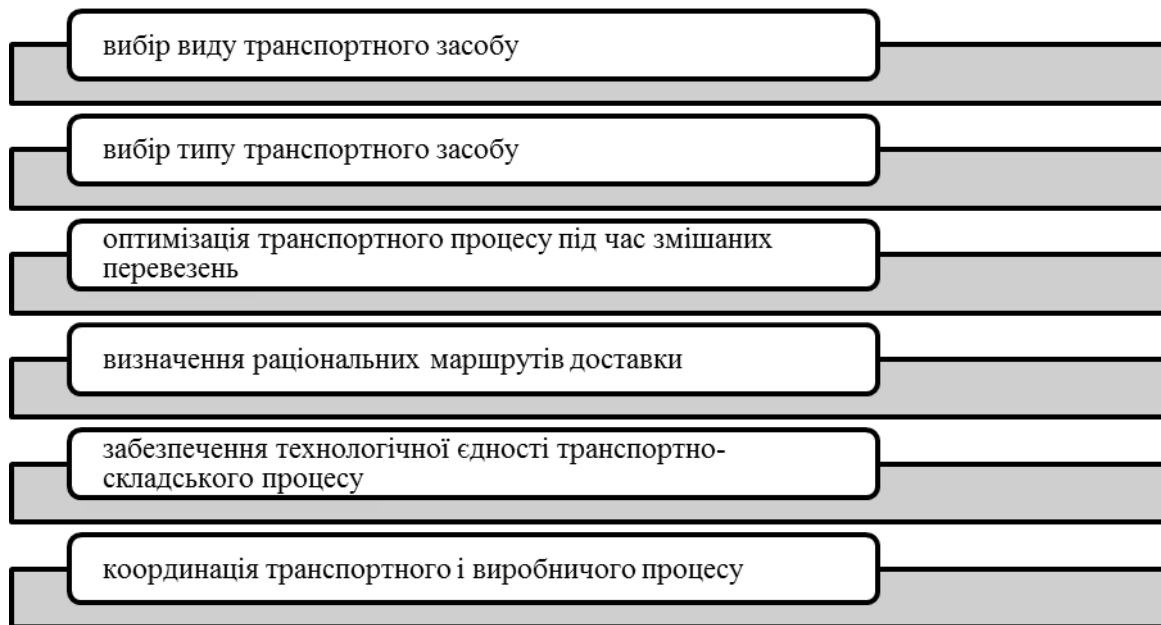 вибір виду транспортного засобу
вибір типу транспортного засобу
оптимізація транспортного процесу під час змішаних
перевезень
визначення раціональних маршрутів доставки
забезпечення технологічної єдності транспортно-
складського процесу
координація транспортного і виробничого процесу